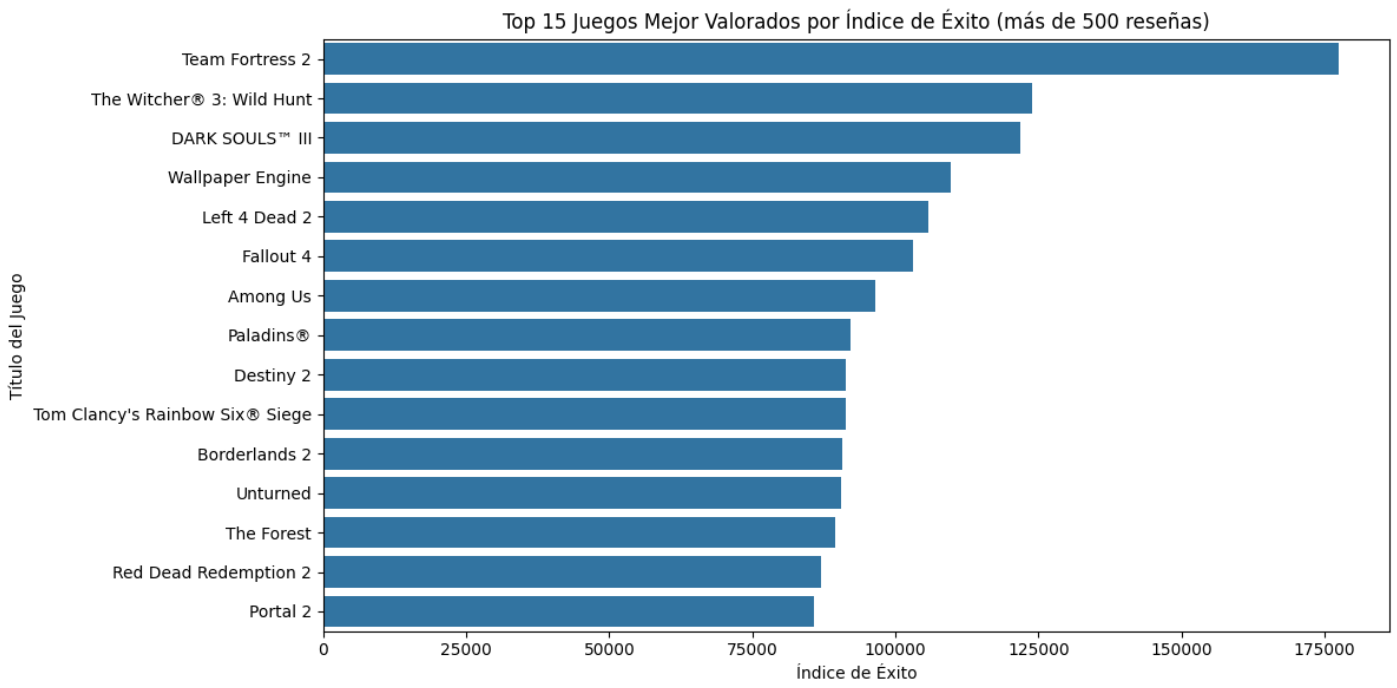 Top 15 Juegos Mejor Valorados por Índice de Éxito (más de 500 reseñas)
Título del Juego
Team Fortress 2
The Witcher® 3: Wild Hunt
DARK SOULS™ III
Wallpaper Engine
Left 4 Dead 2
Fallout 4
Among Us
Paladins®
Destiny 2
Tom Clancy's Rainbow Six® Siege
Borderlands 2
Unturned
The Forest
Red Dead Redemption 2
Portal 2
0 25000 50000 75000 100000 125000 150000 175000
Índice de Éxito